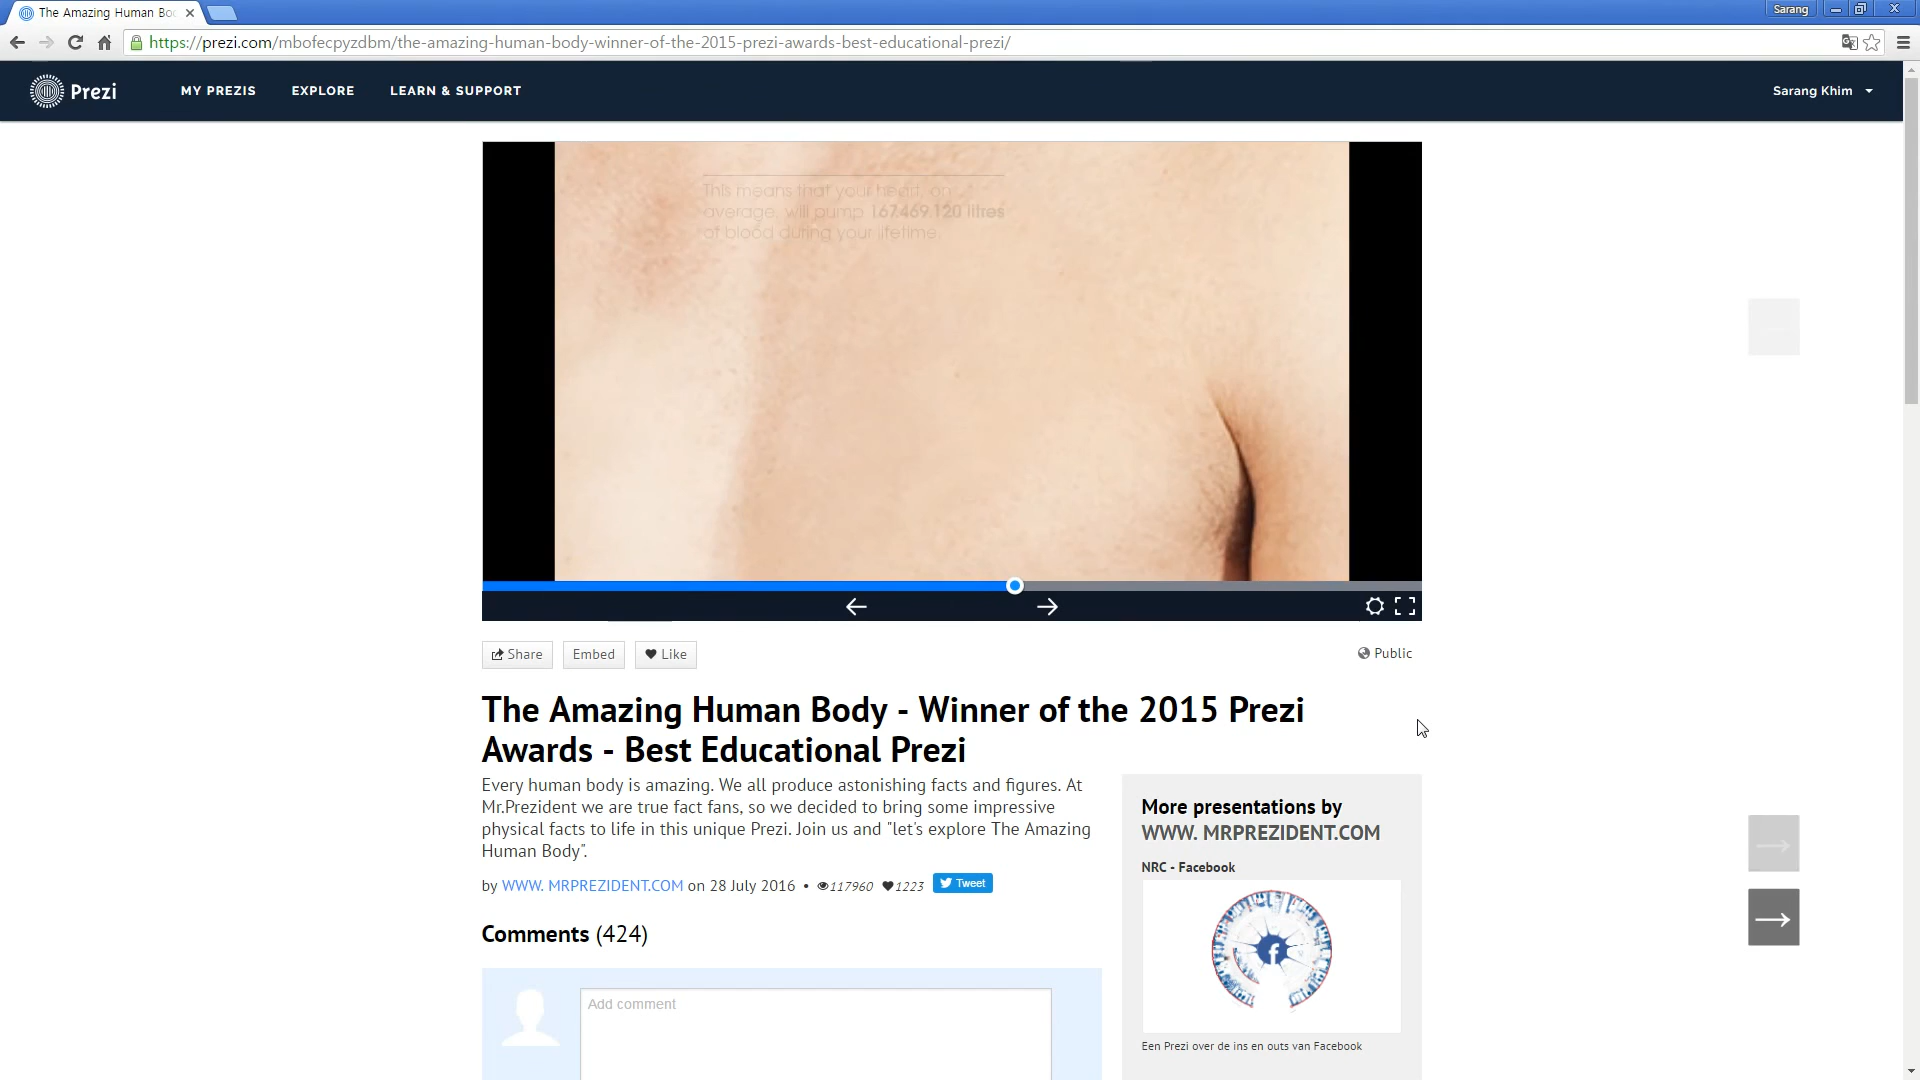 The Amazing Human Bo
Sarang
https://prezi.com/mbofecpyzdbm/the-amazing-human-body-winner-of-the-2015-prezi-awards-best-educational-prezi/
Prezi
MY PREZIS
EXPLORE
LEARN & SUPPORT
Sarang Khim
This means that your heart, on
average, will pump 167.469.120 litres
of blood during your lifetime.
Share
Embed
Like
Public
The Amazing Human Body - Winner of the 2015 Prezi
Awards - Best Educational Prezi
Every human body is amazing. We all produce astonishing facts and figures. At
Mr.Prezident we are true fact fans, so we decided to bring some impressive
physical facts to life in this unique Prezi. Join us and "let's explore The Amazing
Human Body".
by WWW. MRPREZIDENT.COM on 28 July 2016 • 117960 1223 Tweet
Comments (424)
Add comment
More presentations by
WWW. MRPREZIDENT.COM
NRC - Facebook
f
Een Prezi over de ins en outs van Facebook